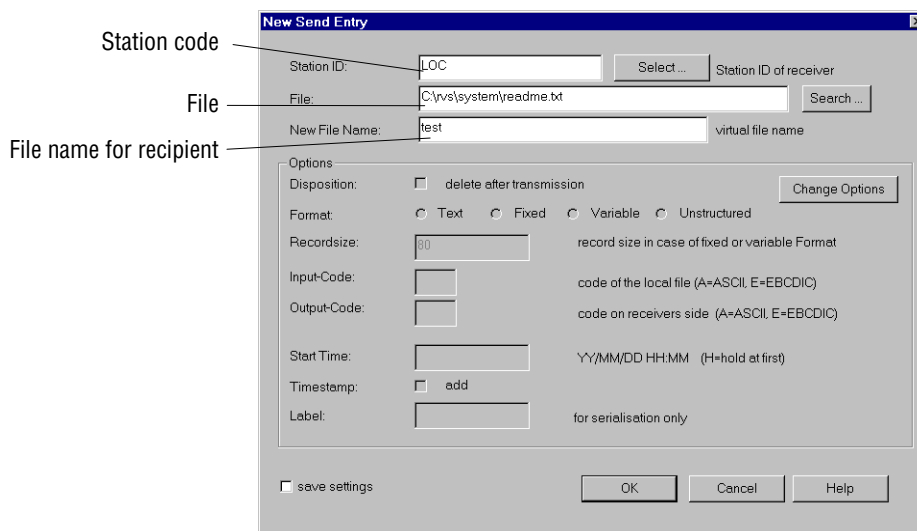 New Send Entry
Station code
Station ID: LOC Select ... Station ID of receiver
File
File: C:\rvs\system\readme.txt Search ...
File name for recipient
New File Name: test virtual file name
Options
Disposition: delete after transmission Change Options
Format: Text Fixed Variable Unstructured
Recordsize: 80 record size in case of fixed or variable Format
Input-Code: code of the local file (A=ASCII, E=EBCDIC)
Output-Code: code on receivers side (A=ASCII, E=EBCDIC)
Start Time: YY/MM/DD HH:MM (H=hold at first)
Timestamp: add
Label: for serialisation only
save settings OK Cancel Help